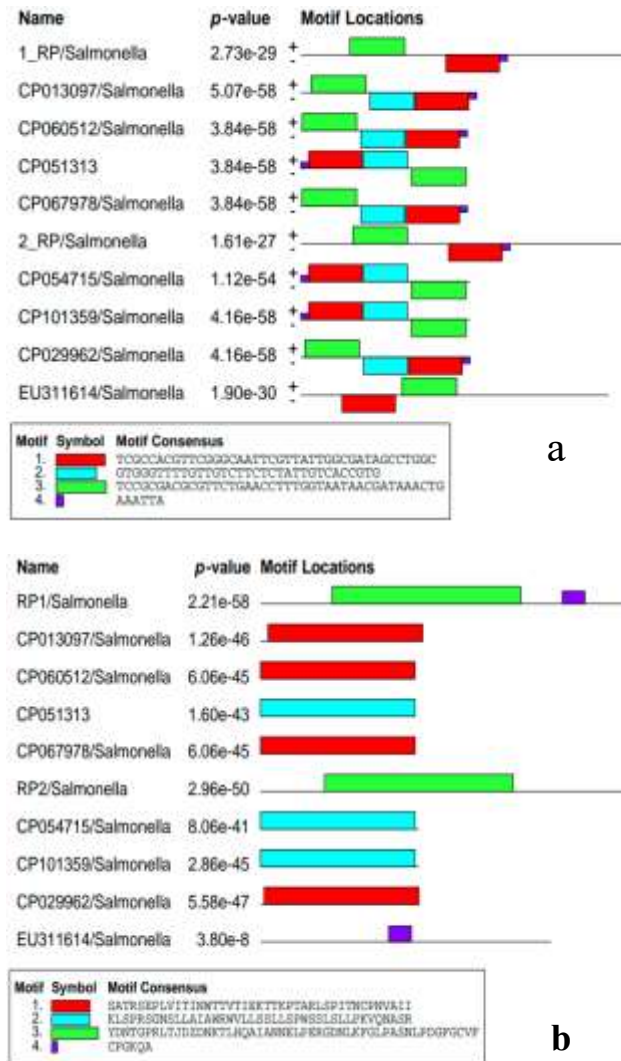 Name p-value Motif Locations
1_RP/Salmonella 2.73e-29 + -
CP013097/Salmonella 5.07e-58 + -
CP060512/Salmonella 3.84e-58 + -
CP051313 3.84e-58 + -
CP067978/Salmonella 3.84e-58 + -
2_RP/Salmonella 1.61e-27 + -
CP054715/Salmonella 1.12e-54 + -
CP101359/Salmonella 4.16e-58 + -
CP029962/Salmonella 4.16e-58 + -
EU311614/Salmonella 1.90e-30 + -
a
Motif Symbol Motif Consensus
1. TCGCCACGTTCGGGCAATTCGTTATTGGCGATAGCCTGGC
2. GTGGGTTTTGTTGTCTTCTCTATTGTCACCGTG
3. TCCGCGACGCGTTCTGAACCTTTGGTAATAACGATAAACTG
4. AAATTA
Name p-value Motif Locations
RP1/Salmonella 2.21e-58
CP013097/Salmonella 1.26e-46
CP060512/Salmonella 6.06e-45
CP051313 1.60e-43
CP067978/Salmonella 6.06e-45
RP2/Salmonella 2.96e-50
CP054715/Salmonella 8.06e-41
CP101359/Salmonella 2.86e-45
CP029962/Salmonella 5.58e-47
EU311614/Salmonella 3.80e-8
Motif Symbol Motif Consensus
1. SATRSEPLVITINWTTVTIEKTTKPTARLSPITNCPNVAII
2. KLSPRSGNSLLAIAWRWVLLSSLLSPWSSLSLLPKVQNASR
3. YDNTGPRLTJDEDNKTLHQAIANNELPERGDNLKPGLPASNLPDGFGCVF
4. CPGKQA
b